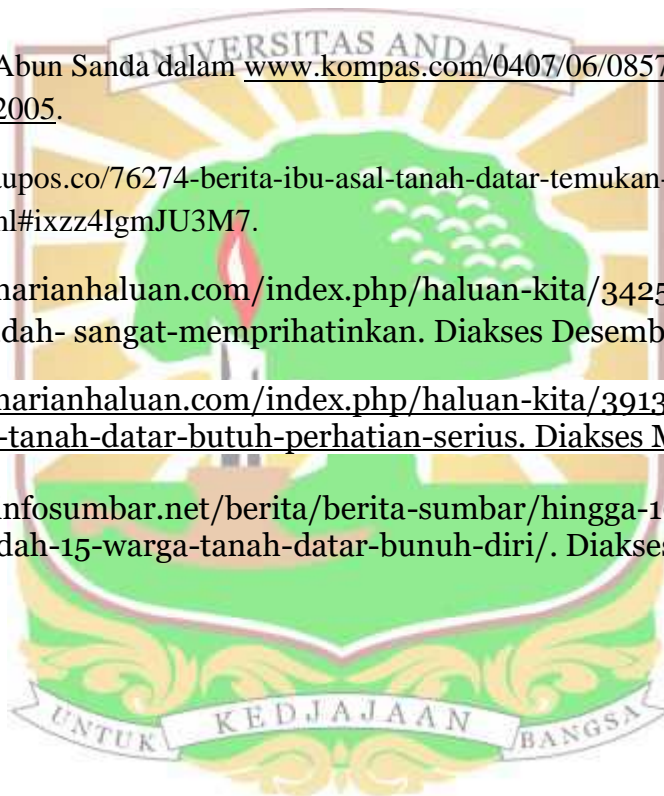 UNIVERSITAS ANDALAS
Abun Sanda dalam www.kompas.com/0407/06/0857
2005.
upos.co/76274-berita-ibu-asal-tanah-datar-temukan-
ml#ixzz4IgmJU3M7.
harianhaluan.com/index.php/haluan-kita/3425
dah- sangat-memprihatinkan. Diakses Desemb
harianhaluan.com/index.php/haluan-kita/3913
-tanah-datar-butuh-perhatian-serius. Diakses M
infosumbar.net/berita/berita-sumbar/hingga-1
dah-15-warga-tanah-datar-bunuh-diri/. Diakses
UNTUK KEDJAJAAN BANGSA